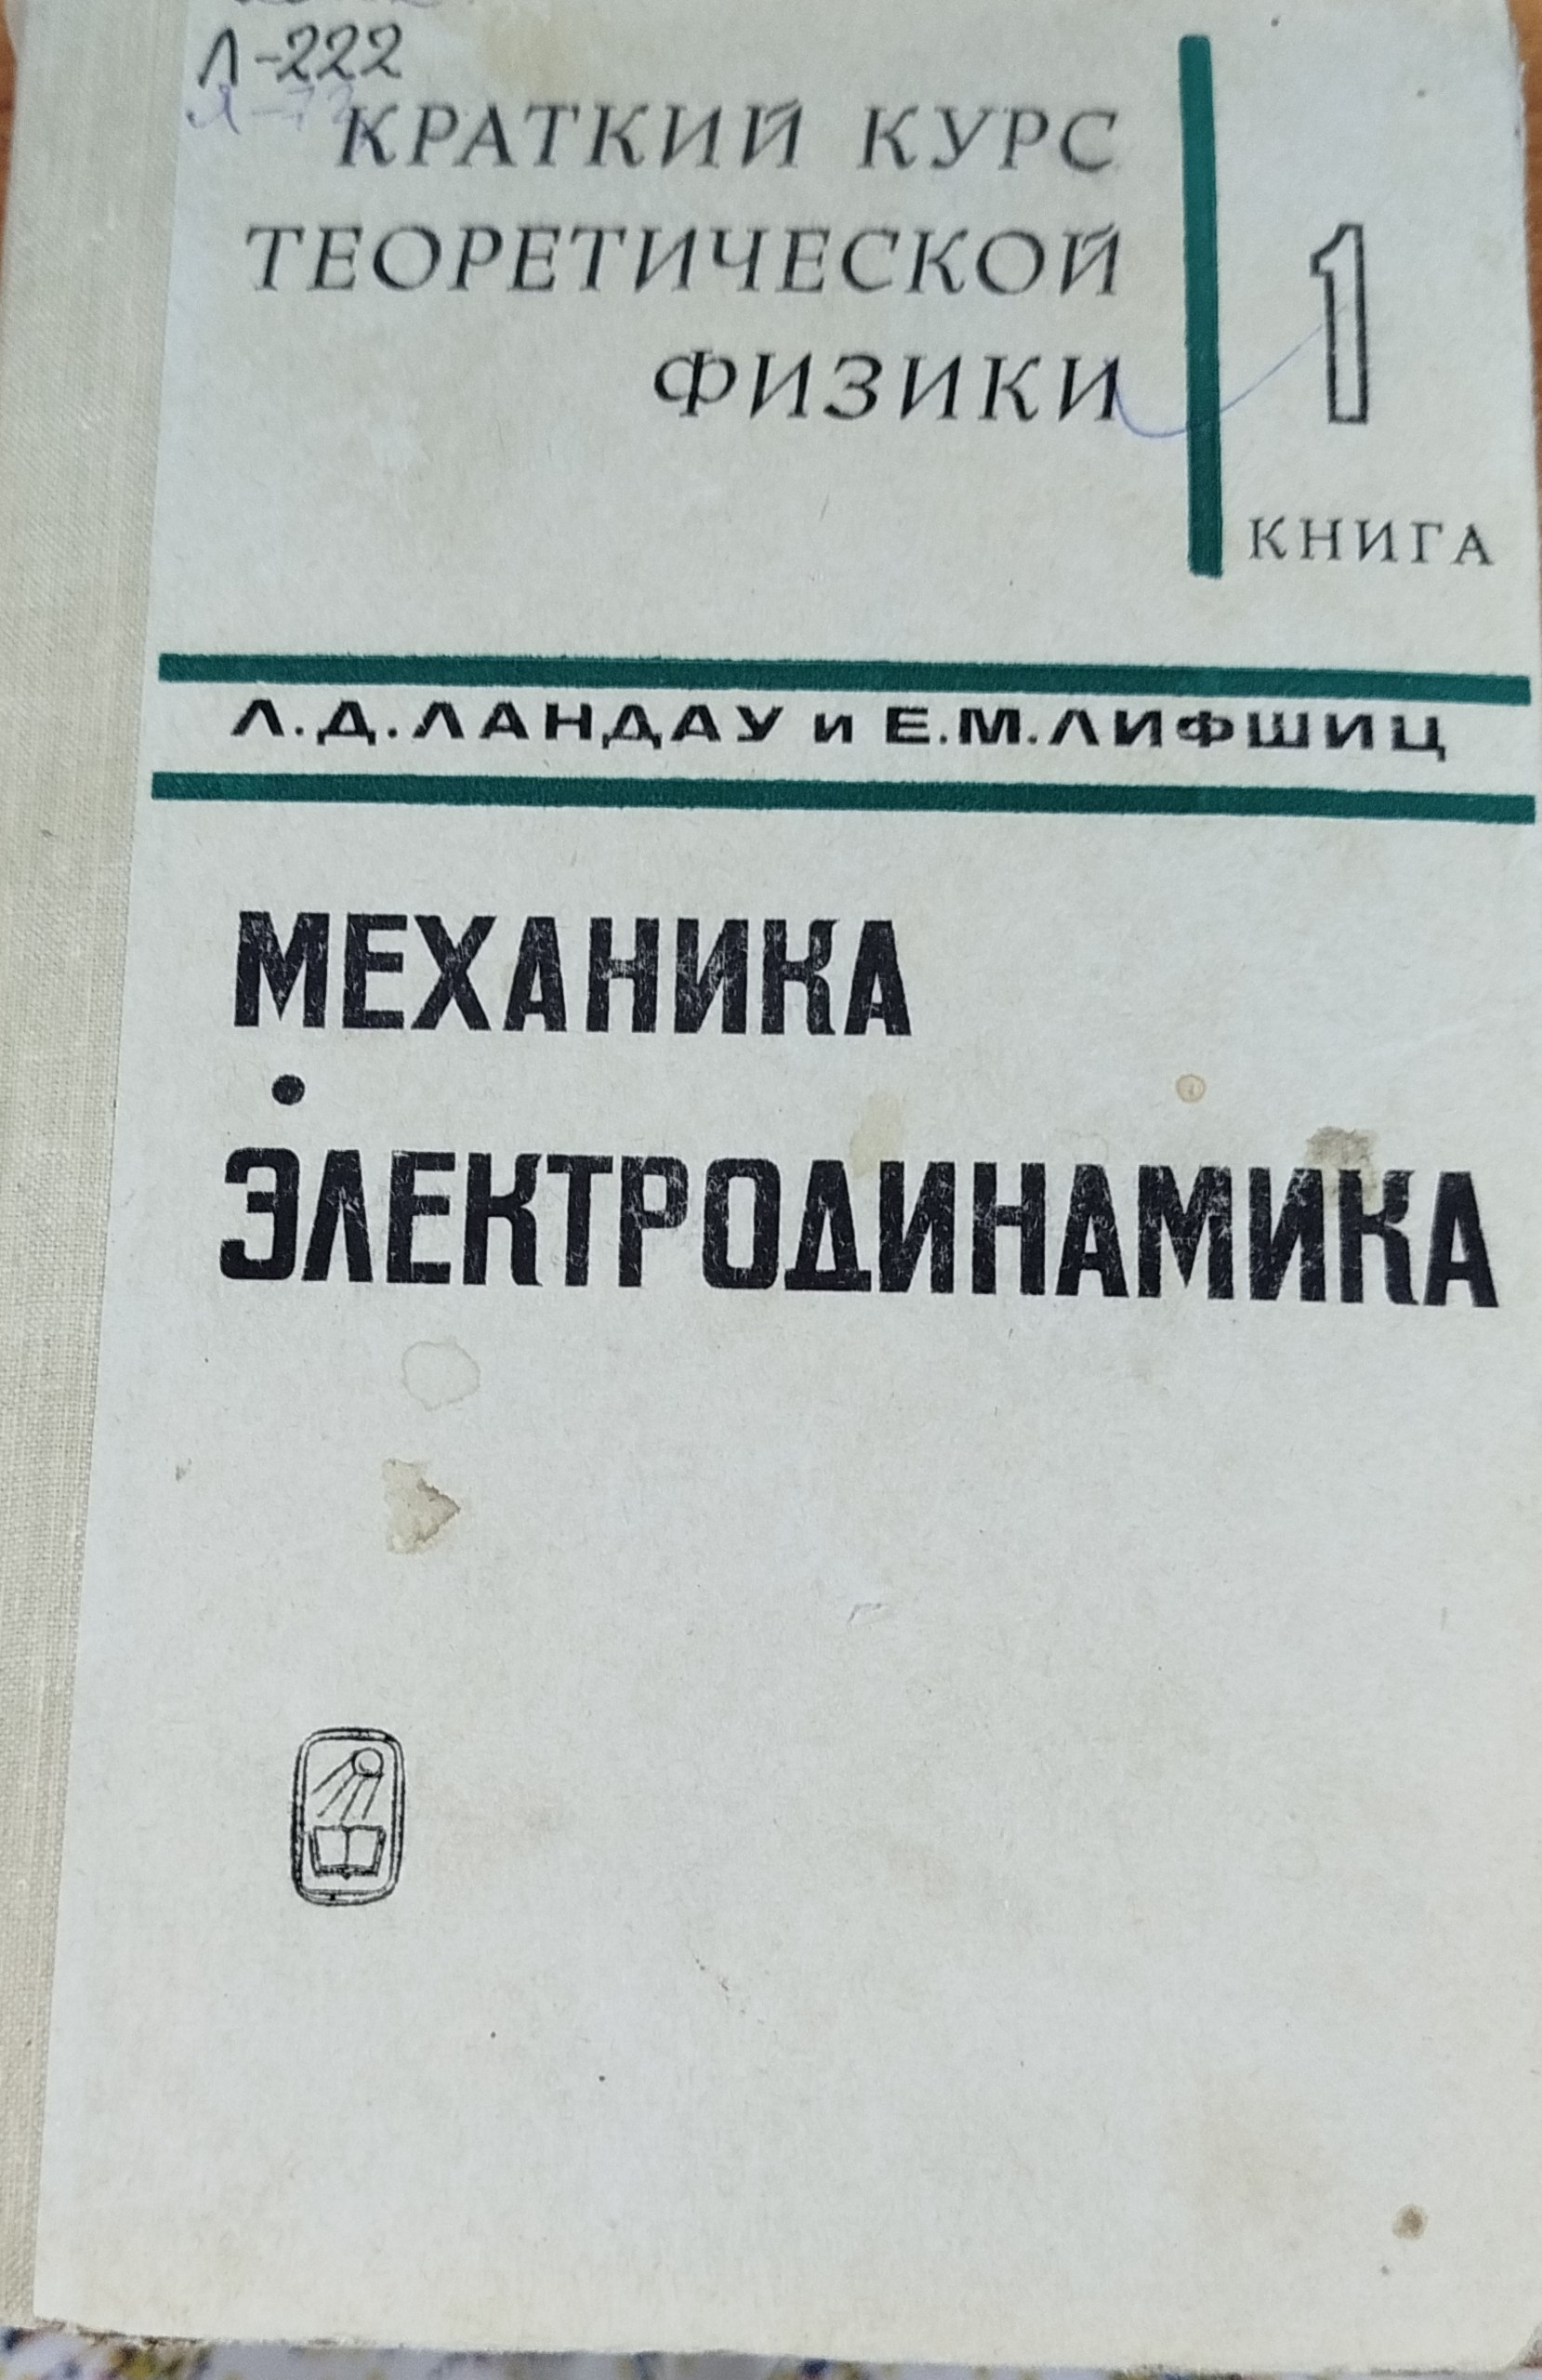 Л-222
КРАТКИЙ КУРС
ТЕОРЕТИЧЕСКОЙ
ФИЗИКИ
1
КНИГА
Л.Д.ЛАНДАУ и Е.М.ЛИФШИЦ
МЕХАНИКА
•
ЭЛЕКТРОДИНАМИКА